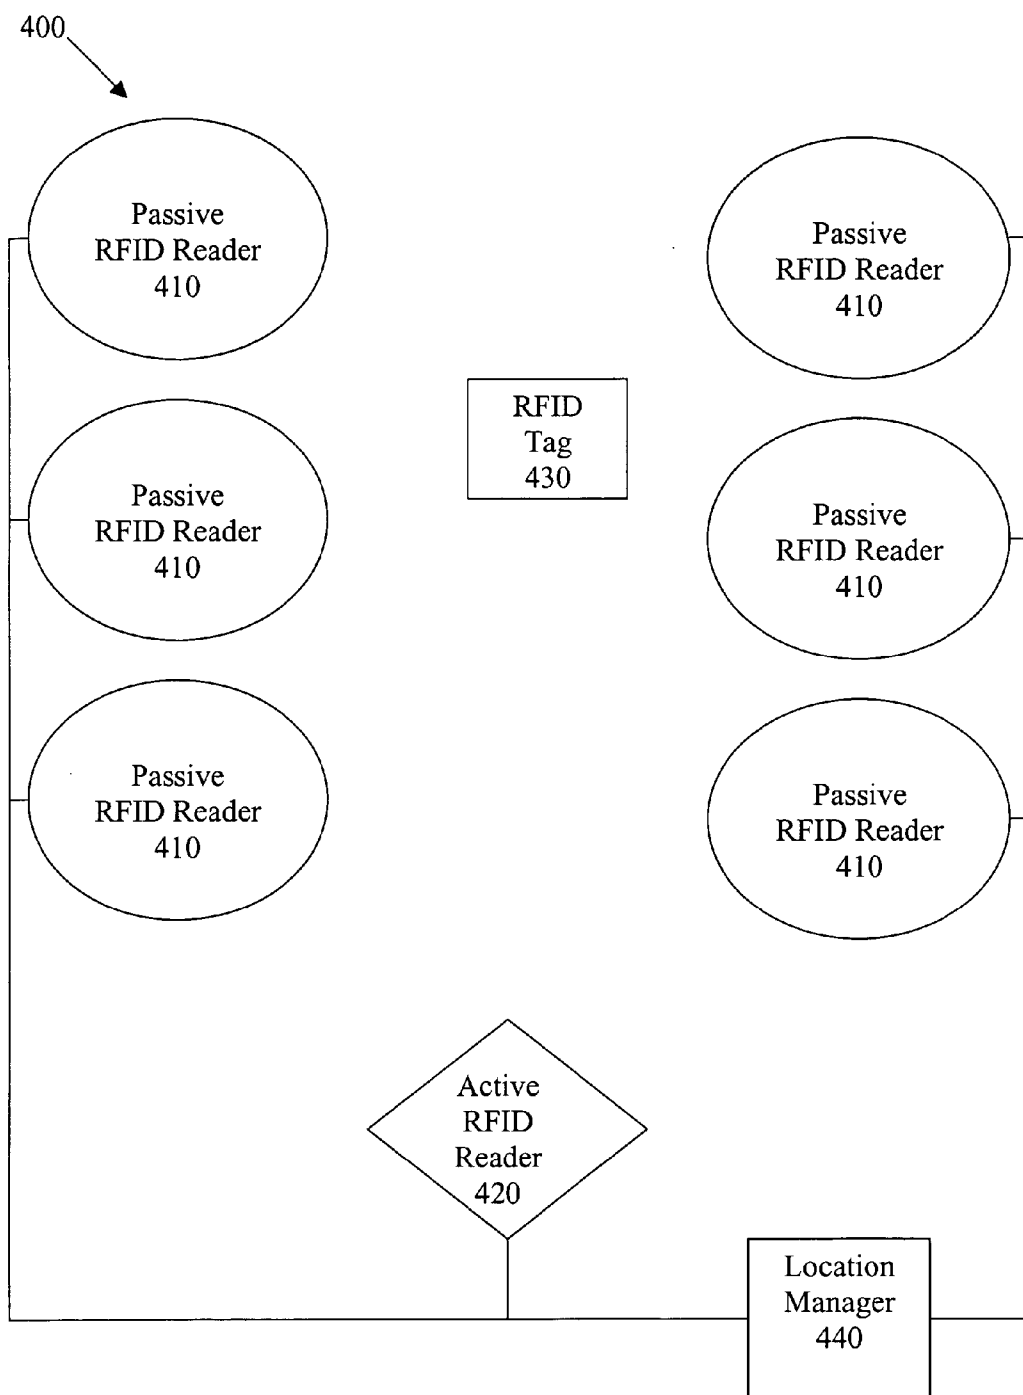 400
Passive
RFID Reader
410
Passive
RFID Reader
410
RFID
Tag
430
Passive
RFID Reader
410
Passive
RFID Reader
410
Passive
RFID Reader
410
Passive
RFID Reader
410
Active
RFID
Reader
420
Location
Manager
440